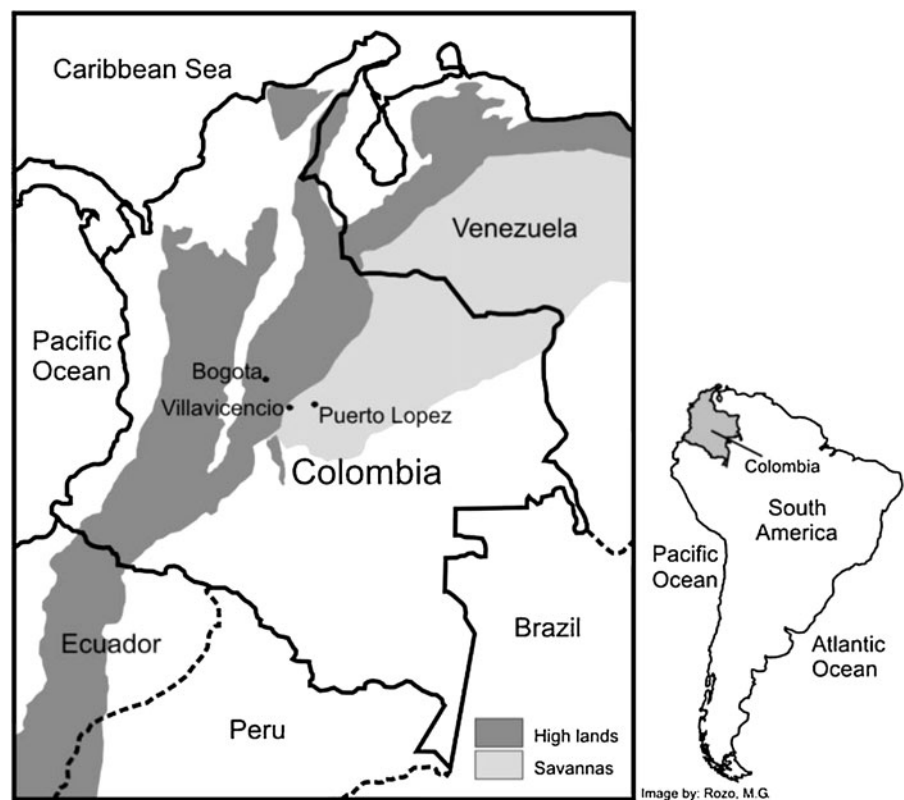 Caribbean Sea
Venezuela
Pacific
Ocean
Bogota
Villavicencio
Puerto Lopez
Colombia
Ecuador
Brazil
Peru
High lands
Savannas
Colombia
South
America
Pacific
Ocean
Atlantic
Ocean
Image by: Rozo, M.G.